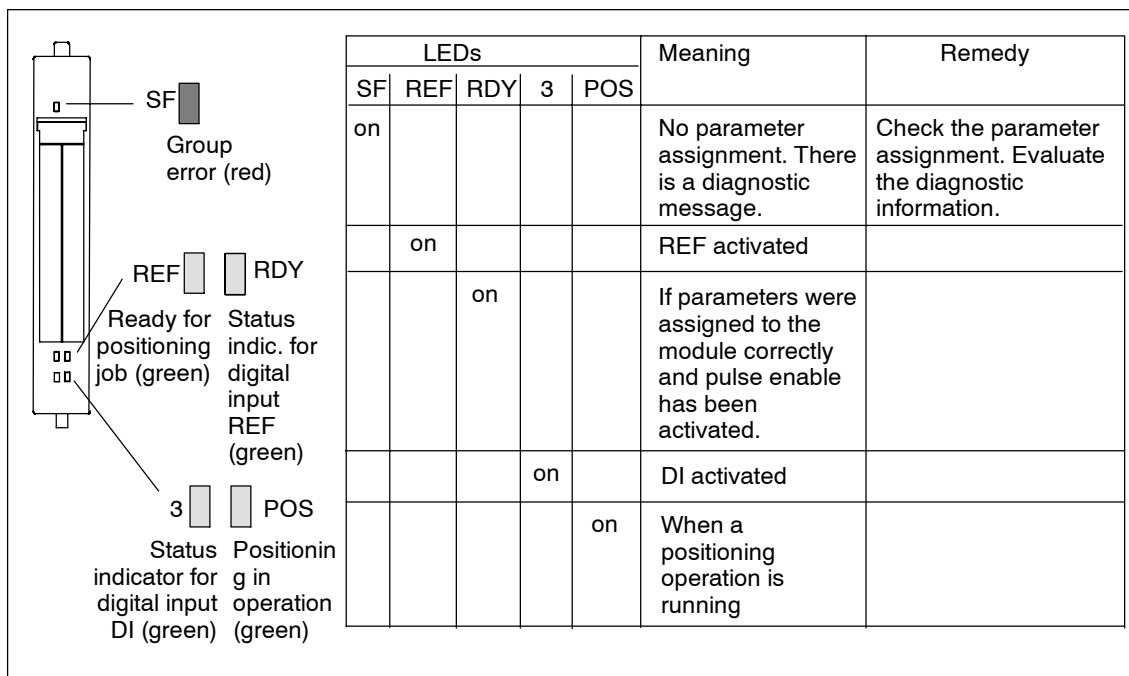 SF
Group
error (red)
REF
RDY
Ready for
positioning
job (green)
Status
indic. for
digital
input
REF
(green)
3
POS
Status
indicator for
digital input
DI (green)
Positionin
g in
operation
(green)
LEDs Meaning Remedy
SF REF RDY 3 POS
on
No parameter
assignment. There
is a diagnostic
message.
Check the parameter
assignment. Evaluate
the diagnostic
information.
on
REF activated
on
If parameters were
assigned to the
module correctly
and pulse enable
has been
activated.
on
DI activated
on
When a
positioning
operation is
running